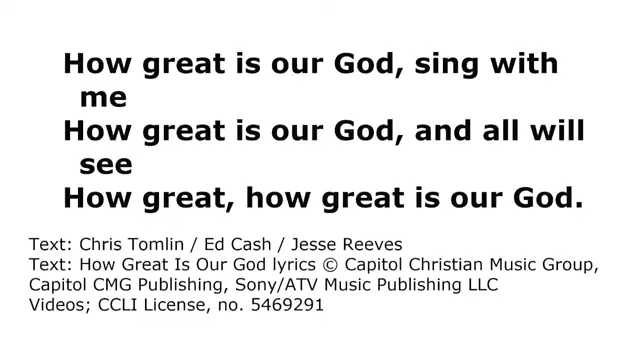 How great is our God, sing with
me
How great is our God, and all will
see
How great, how great is our God.
Text: Chris Tomlin / Ed Cash / Jesse Reeves
Text: How Great Is Our God lyrics © Capitol Christian Music Group,
Capitol CMG Publishing, Sony/ATV Music Publishing LLC
Videos; CCLI License, no. 5469291